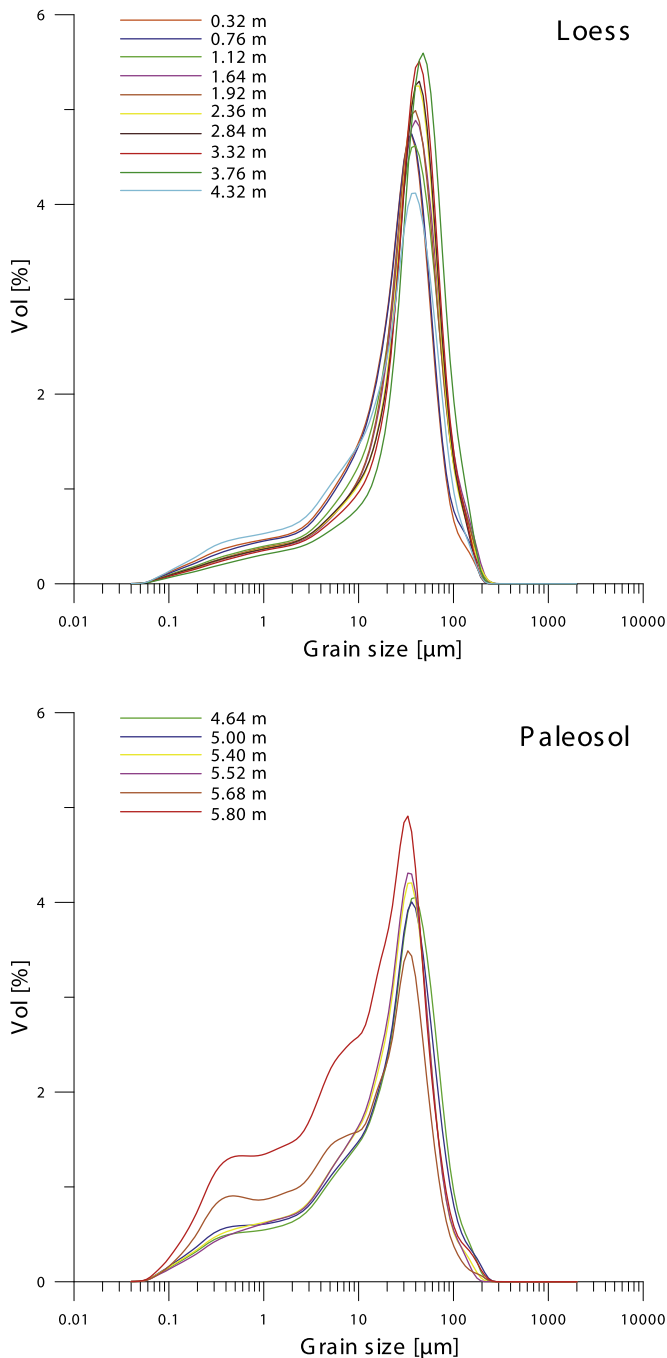 Loess
0.32 m
0.76 m
1.12 m
1.64 m
1.92 m
2.36 m
2.84 m
3.32 m
3.76 m
4.32 m
6
4
2
0
Vol [%]
0.01 0.1 1 10 100 1000 10000
Grain size [µm]
Paleosol
4.64 m
5.00 m
5.40 m
5.52 m
5.68 m
5.80 m
6
4
2
0
Vol [%]
0.01 0.1 1 10 100 1000 10000
Grain size [µm]